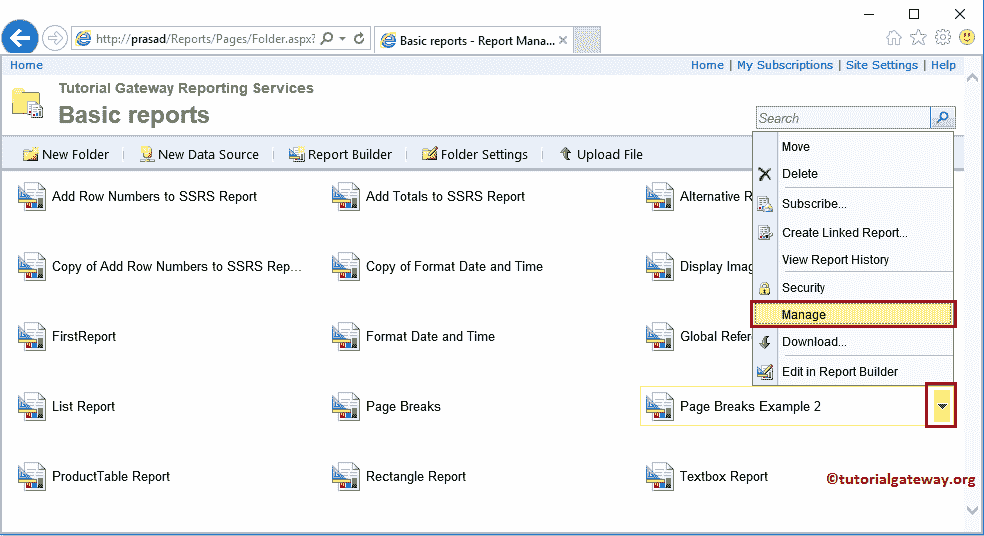 http://prasad/Reports/Pages/Folder.aspx?
Basic reports - Report Mana...
Home
Home | My Subscriptions | Site Settings | Help
Tutorial Gateway Reporting Services
Basic reports
Search
New Folder
New Data Source
Report Builder
Folder Settings
Upload File
Move
Delete
Subscribe...
Create Linked Report...
View Report History
Security
Manage
Download...
Edit in Report Builder
Add Row Numbers to SSRS Report
Add Totals to SSRS Report
Alternative R
Copy of Add Row Numbers to SSRS Rep...
Copy of Format Date and Time
Display Imag
FirstReport
Format Date and Time
Global Refer
List Report
Page Breaks
Page Breaks Example 2
ProductTable Report
Rectangle Report
Textbox Report
©tutorialgateway.org